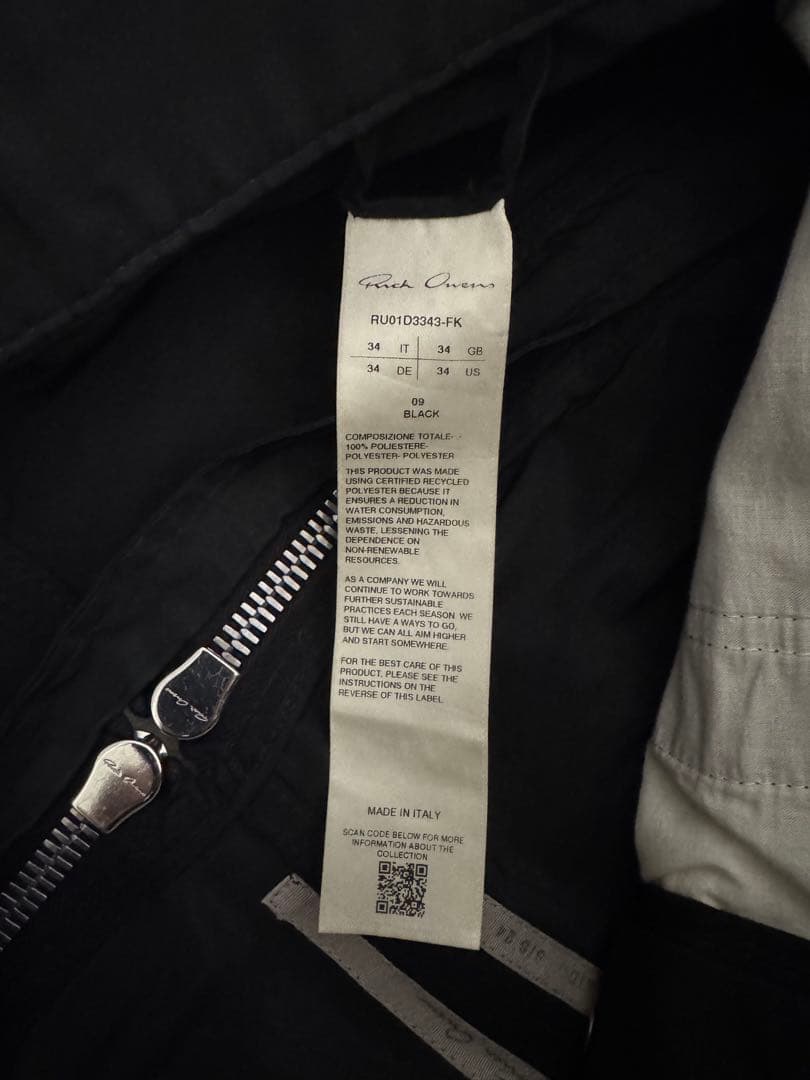 Rick Owens
RU01D3343-FK
34 IT 34 GB
34 DE 34 US
09
BLACK
COMPOSIZIONE TOTALE-
100% POLIESTERE-
POLYESTER- POLYESTER
THIS PRODUCT WAS MADE
USING CERTIFIED RECYCLED
POLYESTER BECAUSE IT
ENSURES A REDUCTION IN
WATER CONSUMPTION,
EMISSIONS AND HAZARDOUS
WASTE, LESSENING THE
DEPENDENCE ON
NON-RENEWABLE
RESOURCES.
AS A COMPANY WE WILL
CONTINUE TO WORK TOWARDS
FURTHER SUSTAINABLE
PRACTICES EACH SEASON. WE
STILL HAVE A WAYS TO GO,
BUT WE CAN ALL AIM HIGHER
AND START SOMEWHERE.
FOR THE BEST CARE OF THIS
PRODUCT, PLEASE SEE THE
INSTRUCTIONS ON THE
REVERSE OF THIS LABEL.
Rick Owens
Rick Owens
MADE IN ITALY
SCAN CODE BELOW FOR MORE
INFORMATION ABOUT THE
COLLECTION